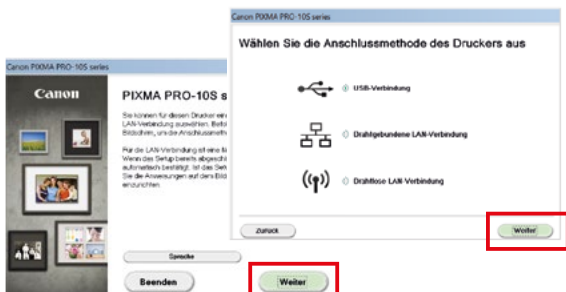 Canon PIXMA PRO-10S series
Canon
PIXMA PRO-10S s
Sie können für diesen Drucker ein
LAN-Verbindung auswählen.
Bildschirm, um die Anschlussmeth
Für die LAN-Verbindung ist eine
Wenn das Setup bereits abgeschl
automatisch bestätigt. Ist das Set
Sie die Anweisungen auf dem Bild
einzurichten.
Sprache
Beenden
Weiter
Canon PIXMA PRO-10S series
Wählen Sie die Anschlussmethode des Druckers aus
USB-Verbindung
Drahtgebundene LAN-Verbindung
Drahtlose LAN-Verbindung
Zurück
Weiter